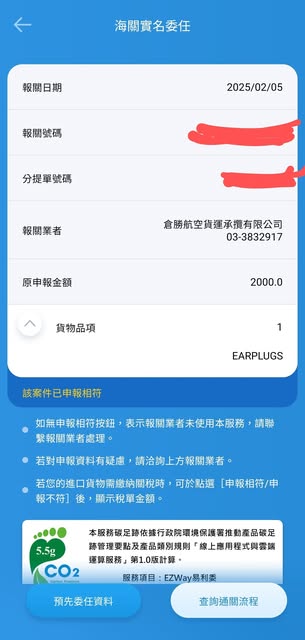 海關實名委任
報關日期
2025/02/05
報關號碼
分提單號碼
報關業者
倉勝航空貨運承攬有限公司
03-3832917
原申報金額
2000.0
貨物品項
1
EARPLUGS
該案件已申報相符
如無申報相符按鈕，表示報關業者未使用本服務，請聯
繫報關業者處理。
若對申報資料有疑慮，請洽詢上方報關業者。
若您的進口貨物需繳納關稅時，可於點選［申報相符/申
報不符］後，顯示稅單金額。
5.5g
CO2
本服務碳足跡依據行政院環境保護署推動產品碳足
跡管理要點及產品類別規則「線上應用程式與雲端
運算服務」第1.0版計算。
服務項目：EZWay易利委
預先委任資料
查詢通關流程